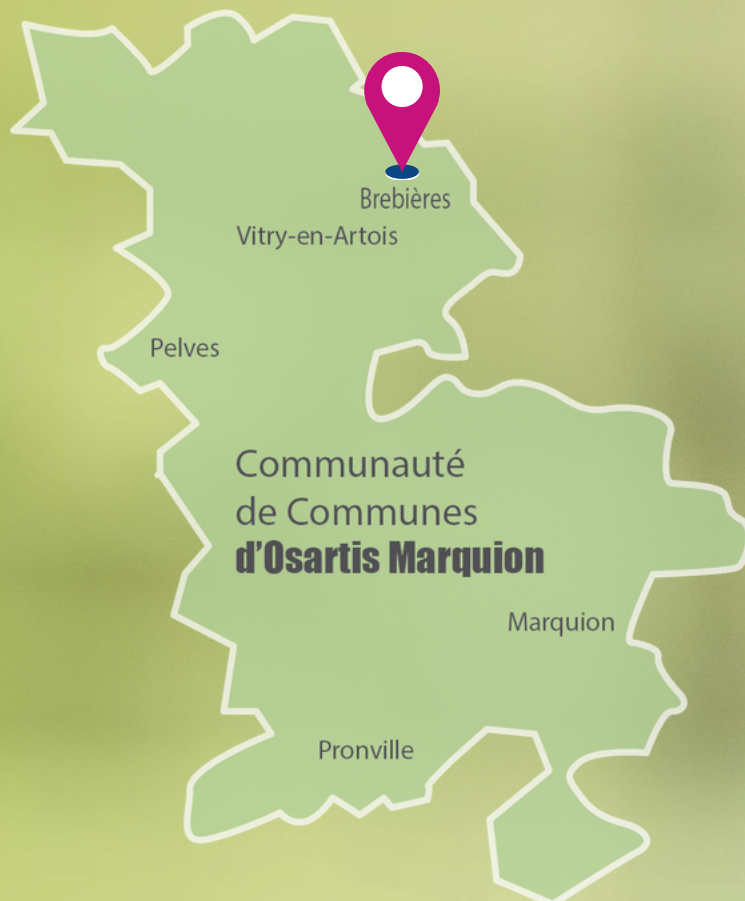 Brebières
Vitry-en-Artois
Pelves
Communauté
de Communes
d'Osartis Marquion
Marquion
Pronville